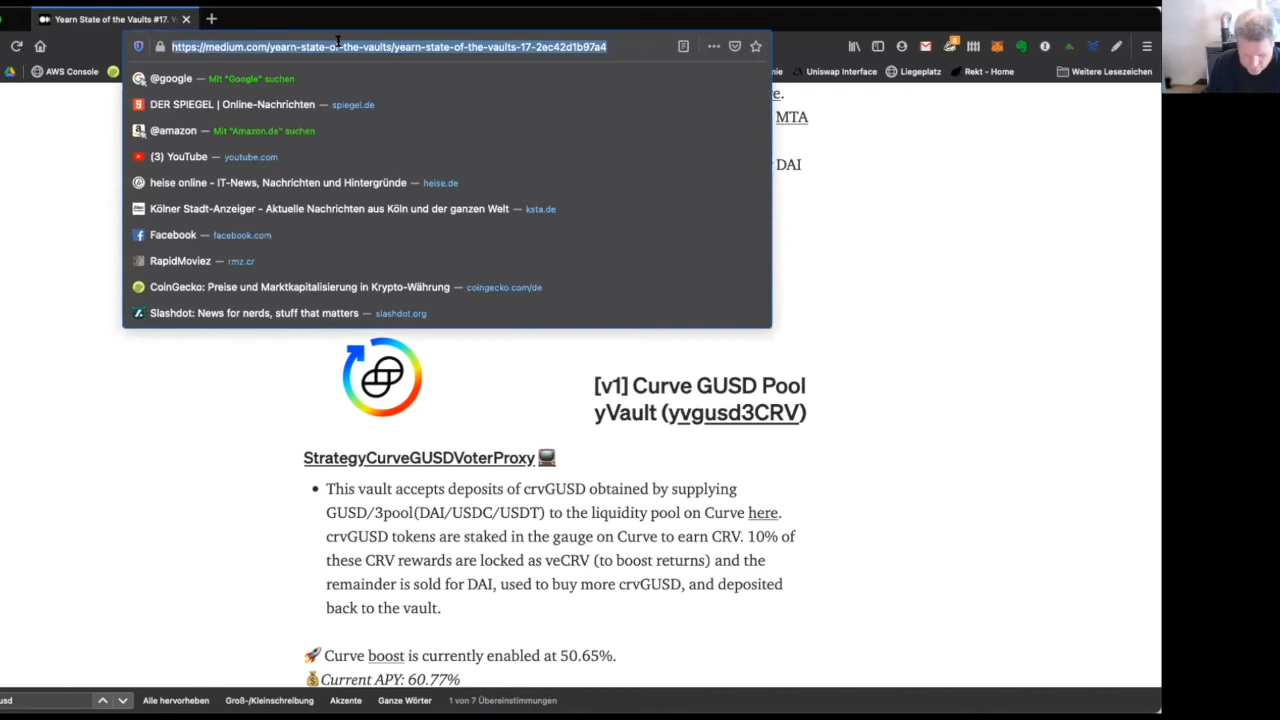 Yearn State of the Vaults #17.
https://medium.com/yearn-state-of-the-vaults/yearn-state-of-the-vaults-17-2ec42d1b97a4
AWS Console
Uniswap Interface
Liegeplatz
Rekt - Home
Weitere Lesezeichen
@google — Mit "Google" suchen
DER SPIEGEL | Online-Nachrichten — spiegel.de
@amazon — Mit "Amazon.de" suchen
(3) YouTube — youtube.com
heise online - IT-News, Nachrichten und Hintergründe — heise.de
Kölner Stadt-Anzeiger - Aktuelle Nachrichten aus Köln und der ganzen Welt — ksta.de
Facebook — facebook.com
RapidMoviez — rmz.cr
CoinGecko: Preise und Marktkapitalisierung in Krypto-Währung — coingecko.com/de
Slashdot: News for nerds, stuff that matters — slashdot.org
MTA
DAI
[v1] Curve GUSD Pool
yVault (yvgusd3CRV)
StrategyCurveGUSDVoterProxy
This vault accepts deposits of crvGUSD obtained by supplying
GUSD/3pool(DAI/USDC/USDT) to the liquidity pool on Curve here.
crvGUSD tokens are staked in the gauge on Curve to earn CRV. 10% of
these CRV rewards are locked as veCRV (to boost returns) and the
remainder is sold for DAI, used to buy more crvGUSD, and deposited
back to the vault.
🚀 Curve boost is currently enabled at 50.65%.
💰Current APY: 60.77%
usd
Alle hervorheben
Groß-/Kleinschreibung
Akzente
Ganze Wörter
1 von 7 Übereinstimmungen